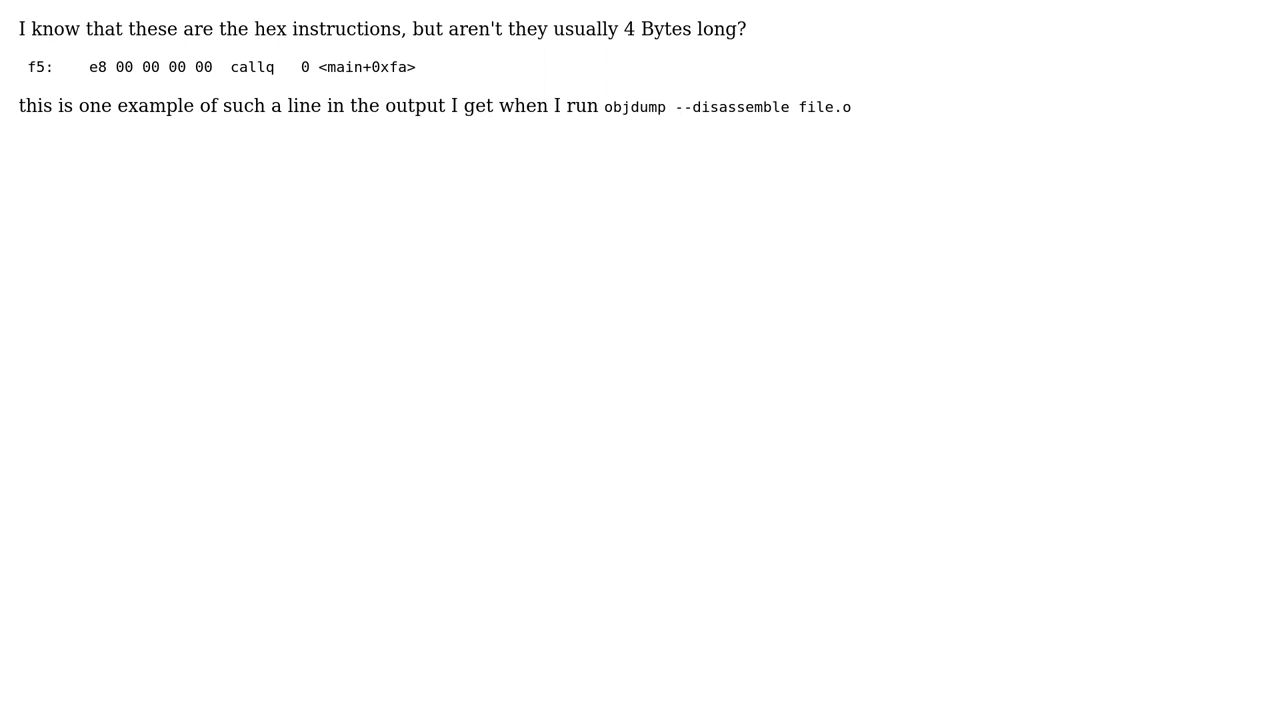 I know that these are the hex instructions, but aren't they usually 4 Bytes long?
f5:    e8 00 00 00 00  callq   0 <main+0xfa>
this is one example of such a line in the output I get when I run objdump --disassemble file.o